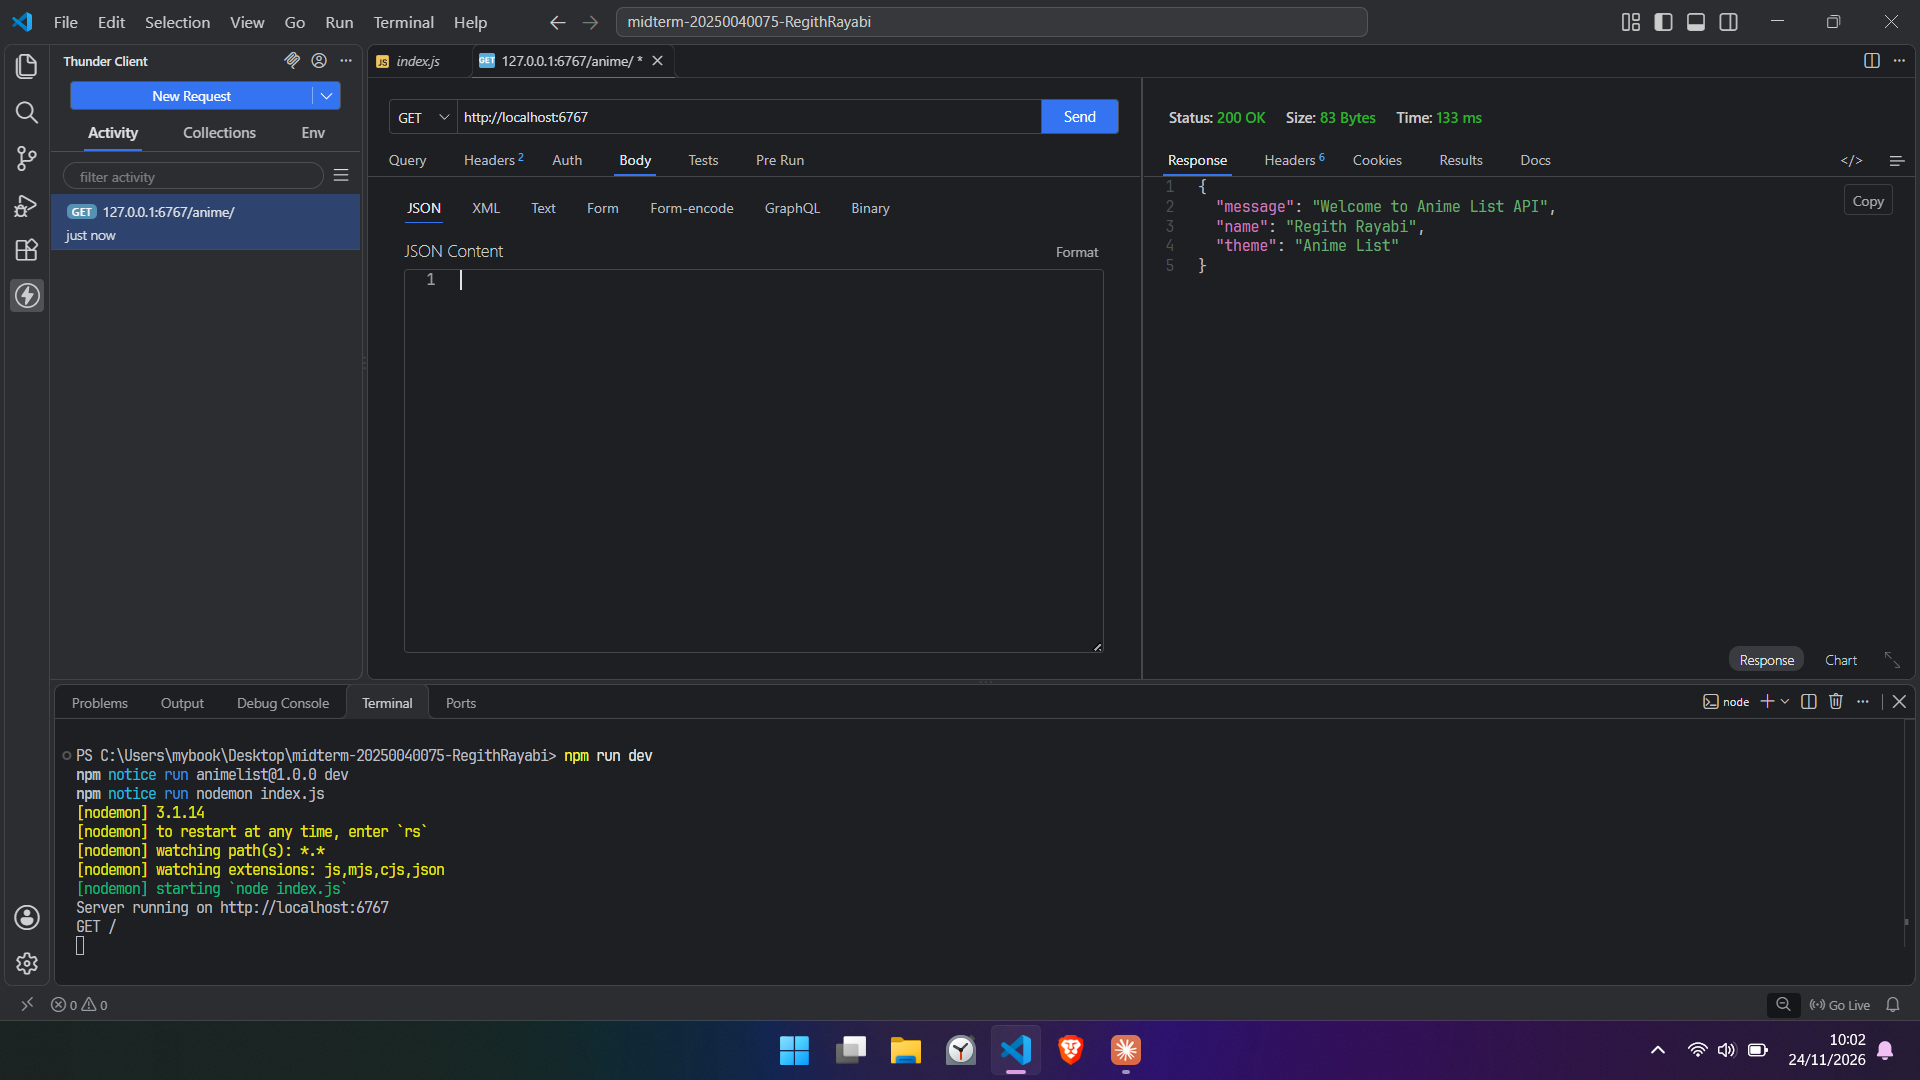 File Edit Selection View Go Run Terminal Help
midterm-20250040075-RegithRayabi
Thunder Client
New Request
Activity Collections Env
filter activity
GET 127.0.0.1:6767/anime/
just now
JS index.js
GET 127.0.0.1:6767/anime/ *
GET http://localhost:6767 Send
Query Headers 2 Auth Body Tests Pre Run
JSON XML Text Form Form-encode GraphQL Binary
JSON Content Format
1
Status: 200 OK Size: 83 Bytes Time: 133 ms
Response Headers 6 Cookies Results Docs
</>
Copy
1 {
2 "message": "Welcome to Anime List API",
3 "name": "Regith Rayabi",
4 "theme": "Anime List"
5 }
Response Chart
Problems Output Debug Console Terminal Ports
node
PS C:\Users\mybook\Desktop\midterm-20250040075-RegithRayabi> npm run dev
npm notice run animelist@1.0.0 dev
npm notice run nodemon index.js
[nodemon] 3.1.14
[nodemon] to restart at any time, enter `rs`
[nodemon] watching path(s): *.*
[nodemon] watching extensions: js,mjs,cjs,json
[nodemon] starting `node index.js`
Server running on http://localhost:6767
GET /
0 0
Go Live
10:02
24/11/2026